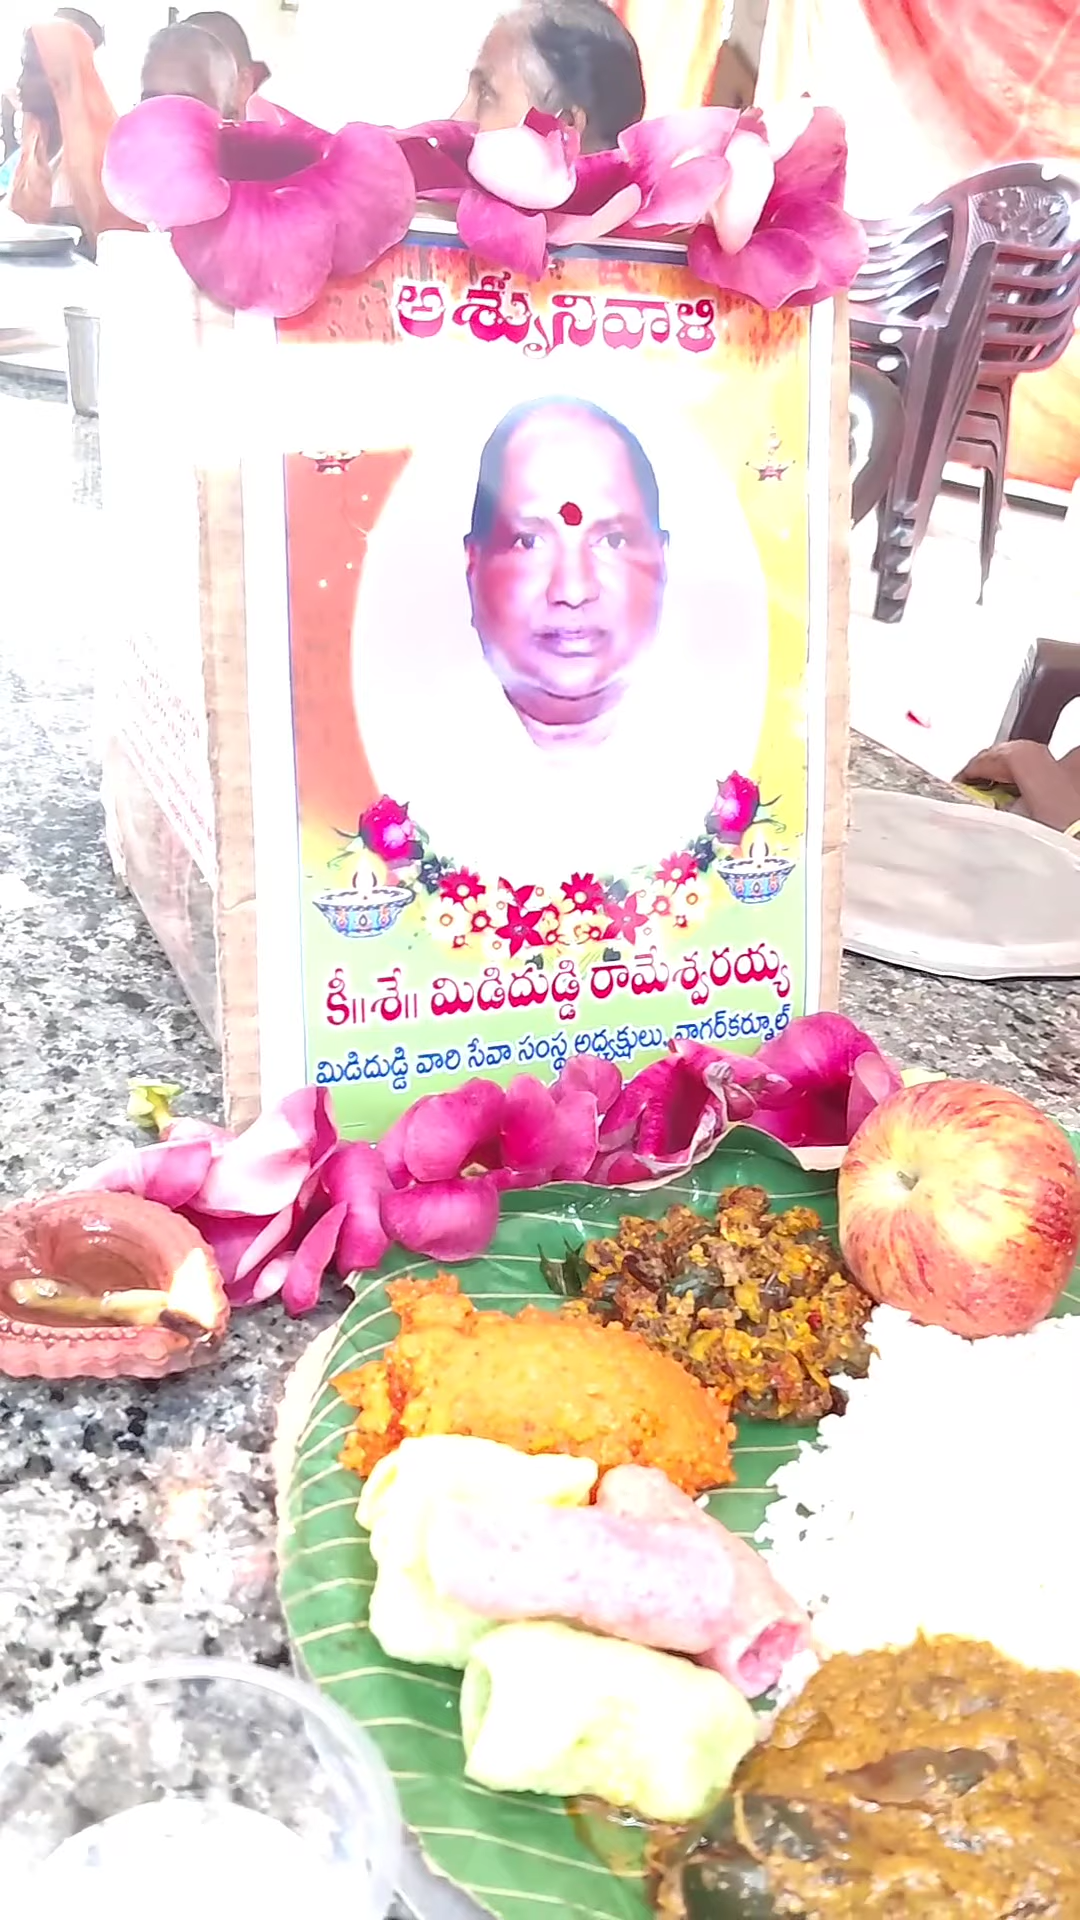 అశ్రునివాళి
కీ॥శే॥ మిడిదుడ్డి రామేశ్వరయ్య
మిడిదుడ్డి వారి సేవా సంస్థ అధ్యక్షులు, నాగర్‌కర్నూల్